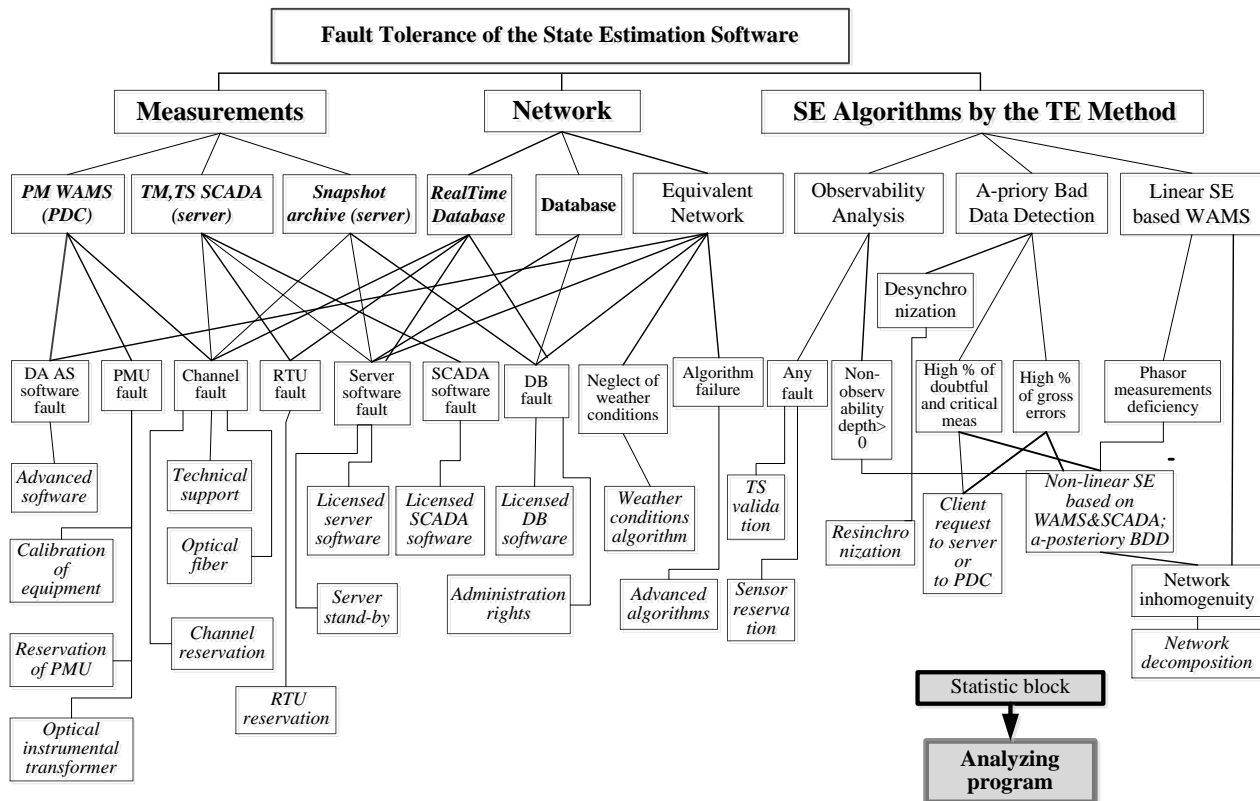 Fault Tolerance of the State Estimation Software
Measurements
Network
SE Algorithms by the TE Method
PM WAMS
(PDC)
TM,TS SCADA
(server)
Snapshot
archive (server)
RealTime
Database
Database
Equivalent
Network
Observability
Analysis
A-priory Bad
Data Detection
Linear SE
based WAMS
Desynchro
nization
DA AS
software
fault
PMU
fault
Channel
fault
RTU
fault
Server
software
fault
SCADA
software
fault
DB
fault
Neglect of
weather
conditions
Algorithm
failure
Any
fault
Non-
observ
ability
depth>
0
High % of
doubtful
and critical
meas
High %
of gross
errors
Phasor
measurements
deficiency
Advanced
software
Technical
support
Licensed
server
software
Licensed
SCADA
software
Licensed
DB
software
Weather
conditions
algorithm
TS
valida
tion
Resinchro
nization
Client
request
to server
or
to PDC
-
Non-linear SE
based on
WAMS&SCADA;
a-posteriory BDD
Calibration
of
equipment
Optical
fiber
Server
stand-by
Administration
rights
Advanced
algorithms
Sensor
reserva
tion
Network
inhomogenuity
Reservation
of PMU
Channel
reservation
Network
decomposition
RTU
reservation
Optical
instrumental
transformer
Statistic block
Analyzing
program